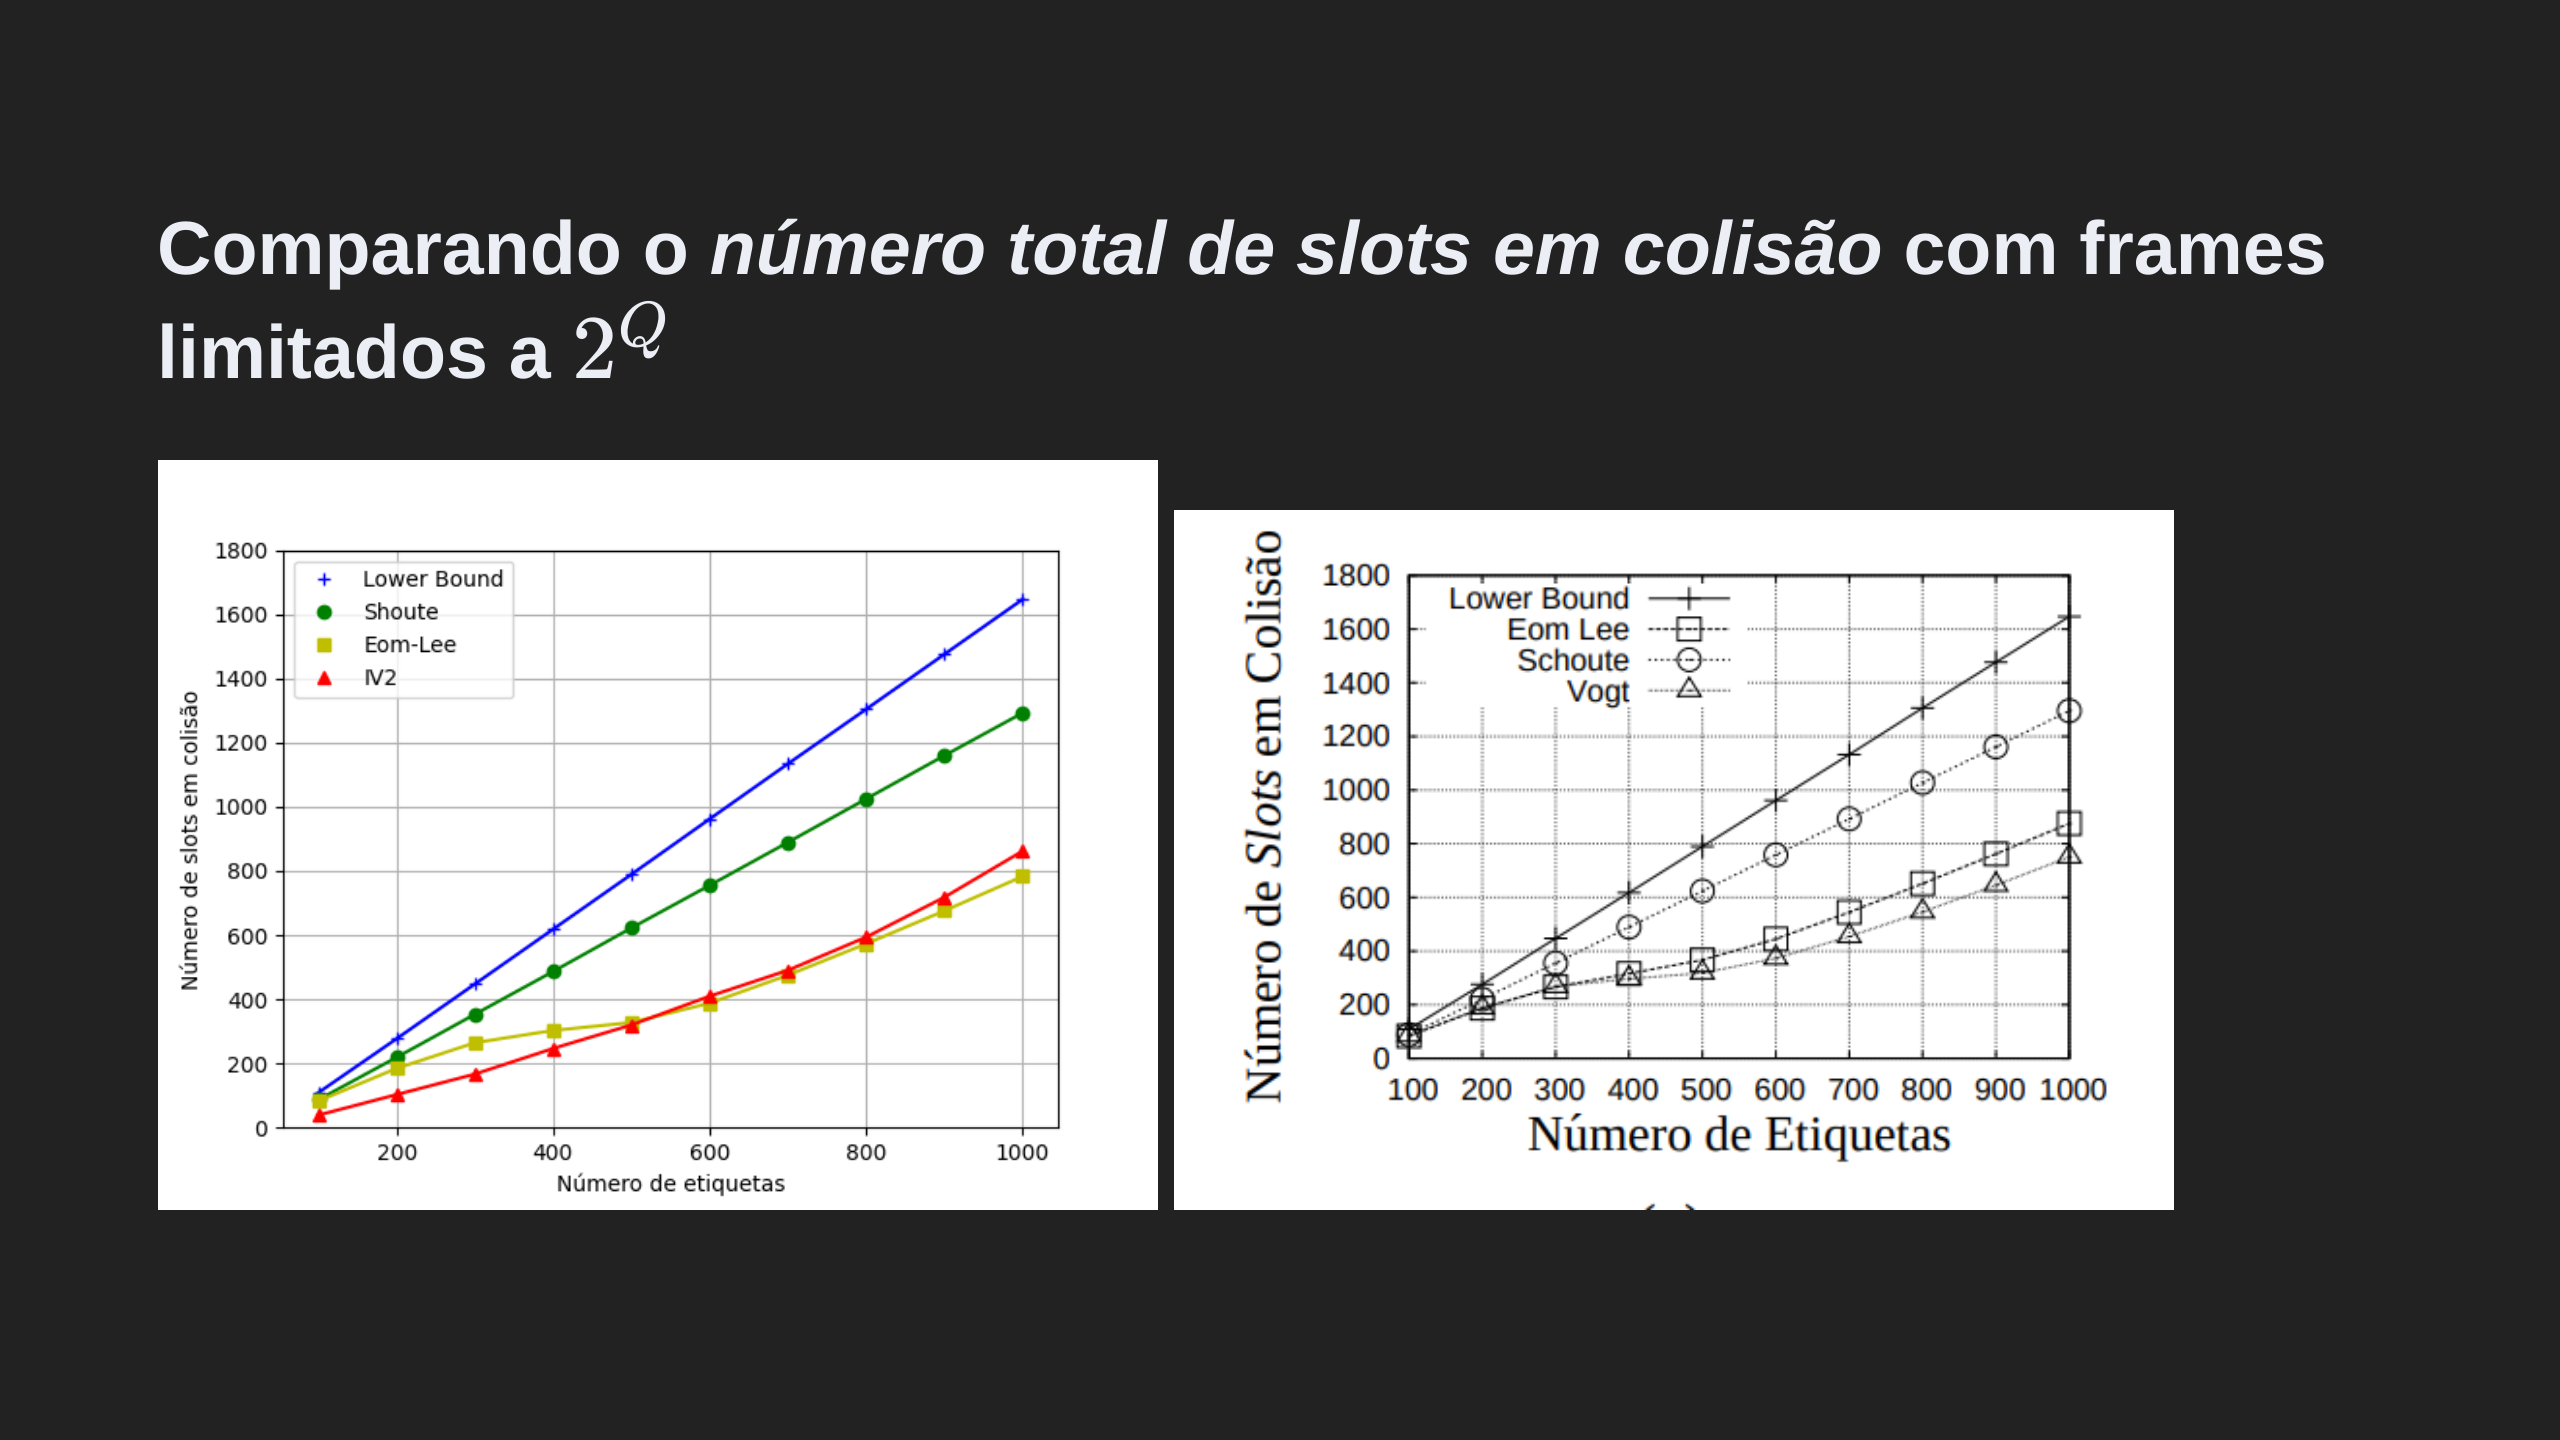 Comparando o número total de slots em colisão com frames
limitados a 2^Q
1800
1600
1400
1200
1000
800
600
400
200
0
Lower Bound
Shoute
Eom-Lee
IV2
Número de slots em colisão
200 400 600 800 1000
Número de etiquetas
Número de Slots em Colisão
1800
1600
1400
1200
1000
800
600
400
200
0
Lower Bound
Eom Lee
Schoute
Vogt
100 200 300 400 500 600 700 800 900 1000
Número de Etiquetas